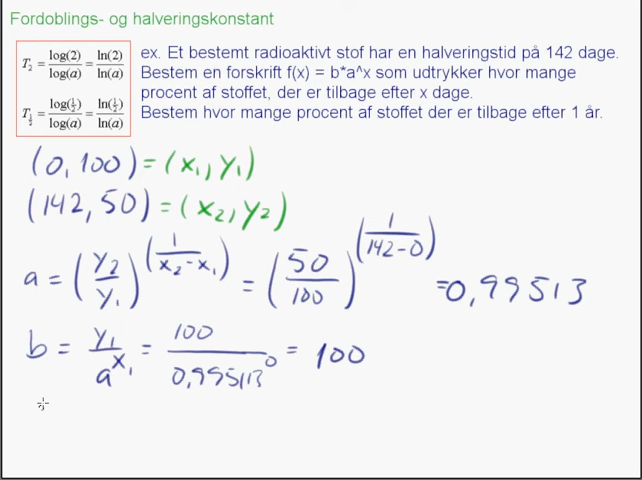 Fordoblings- og halveringskonstant
T₂ = log(2)/log(a) = ln(2)/ln(a)
T½ = log(½)/log(a) = ln(½)/ln(a)
ex. Et bestemt radioaktivt stof har en halveringstid på 142 dage.
Bestem en forskrift f(x) = b*a^x som udtrykker hvor mange
procent af stoffet, der er tilbage efter x dage.
Bestem hvor mange procent af stoffet der er tilbage efter 1 år.
(0, 100) = (x₁, y₁)
(142, 50) = (x₂, y₂)
a = (y₂/y₁)^(1/(x₂-x₁)) = (50/100)^(1/(142-0)) = 0,99513
b = y₁/a^x₁ = 100/0,99513^0 = 100